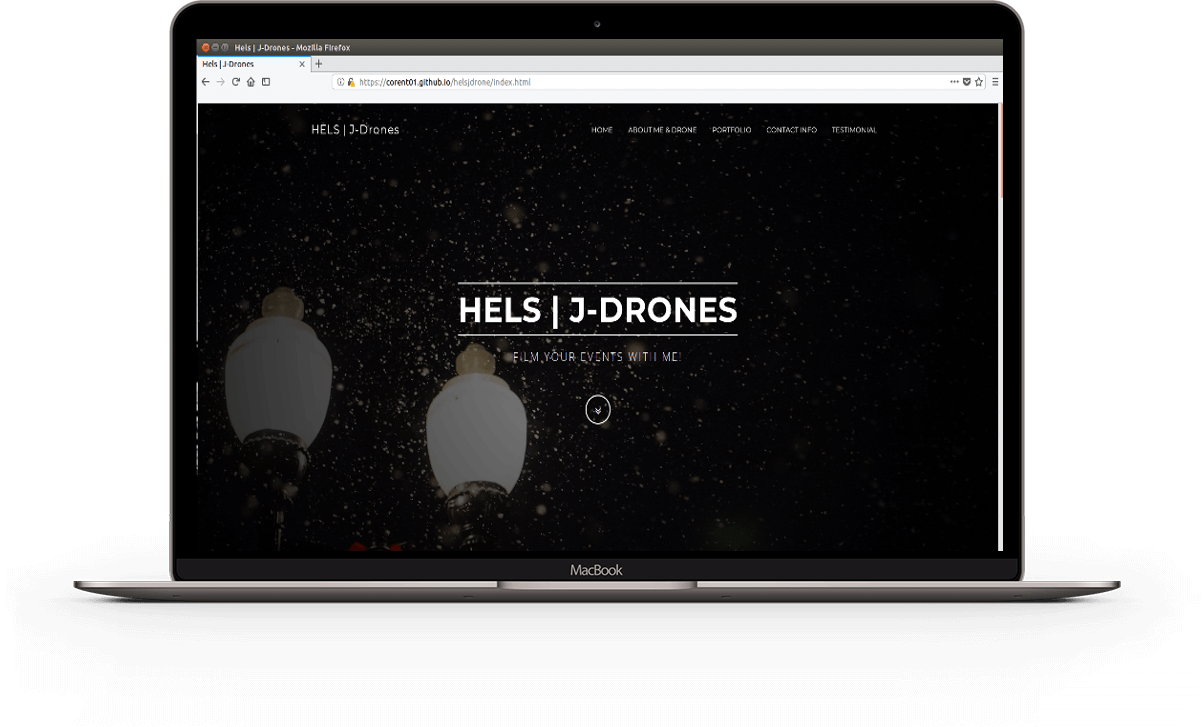 Hels | J-Drones - Mozilla Firefox
Hels | J-Drones
https://corent01.github.io/helsjdrone/index.html
HELS | J-Drones HOME ABOUT ME & DRONE PORTFOLIO CONTACT INFO TESTIMONIAL
HELS | J-DRONES
FILM YOUR EVENTS WITH ME!
MacBook